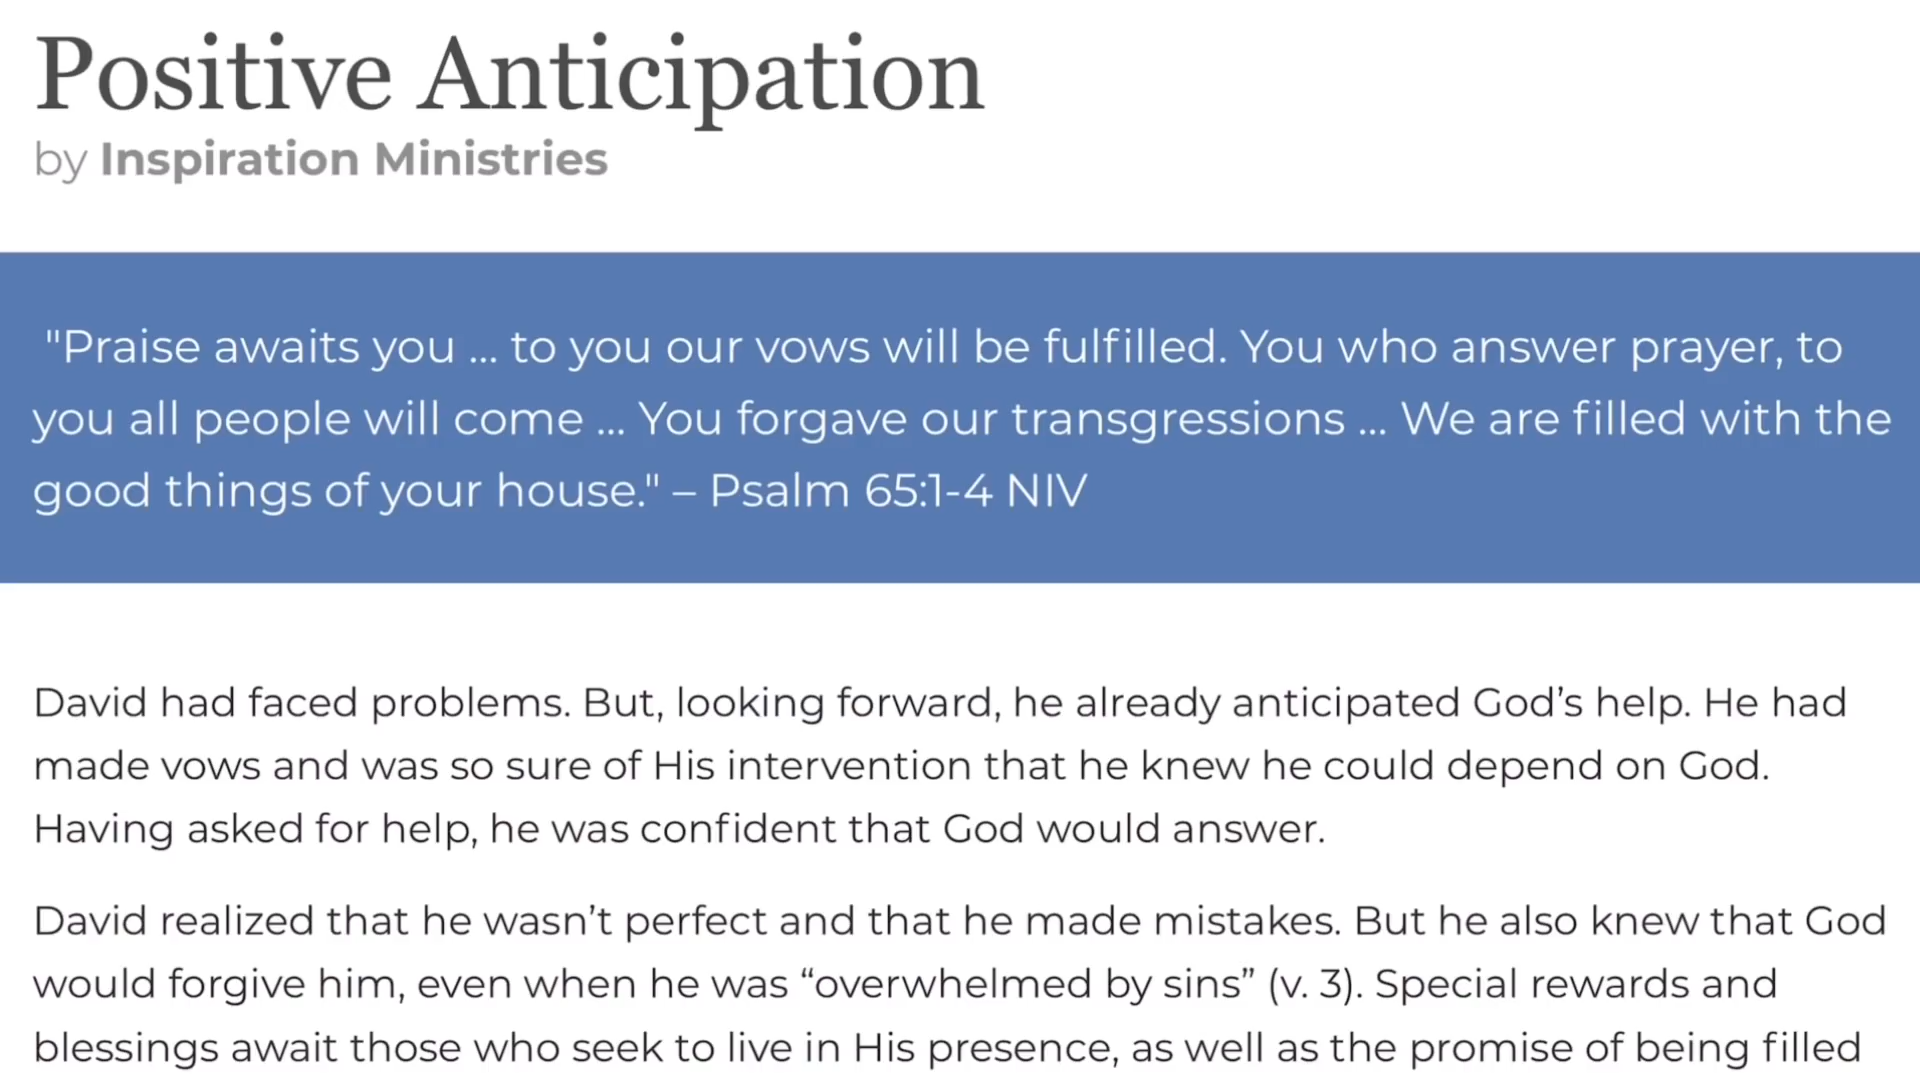 Positive Anticipation
by Inspiration Ministries
"Praise awaits you ... to you our vows will be fulfilled. You who answer prayer, to
you all people will come ... You forgave our transgressions ... We are filled with the
good things of your house." – Psalm 65:1-4 NIV
David had faced problems. But, looking forward, he already anticipated God’s help. He had
made vows and was so sure of His intervention that he knew he could depend on God.
Having asked for help, he was confident that God would answer.
David realized that he wasn’t perfect and that he made mistakes. But he also knew that God
would forgive him, even when he was “overwhelmed by sins” (v. 3). Special rewards and
blessings await those who seek to live in His presence, as well as the promise of being filled